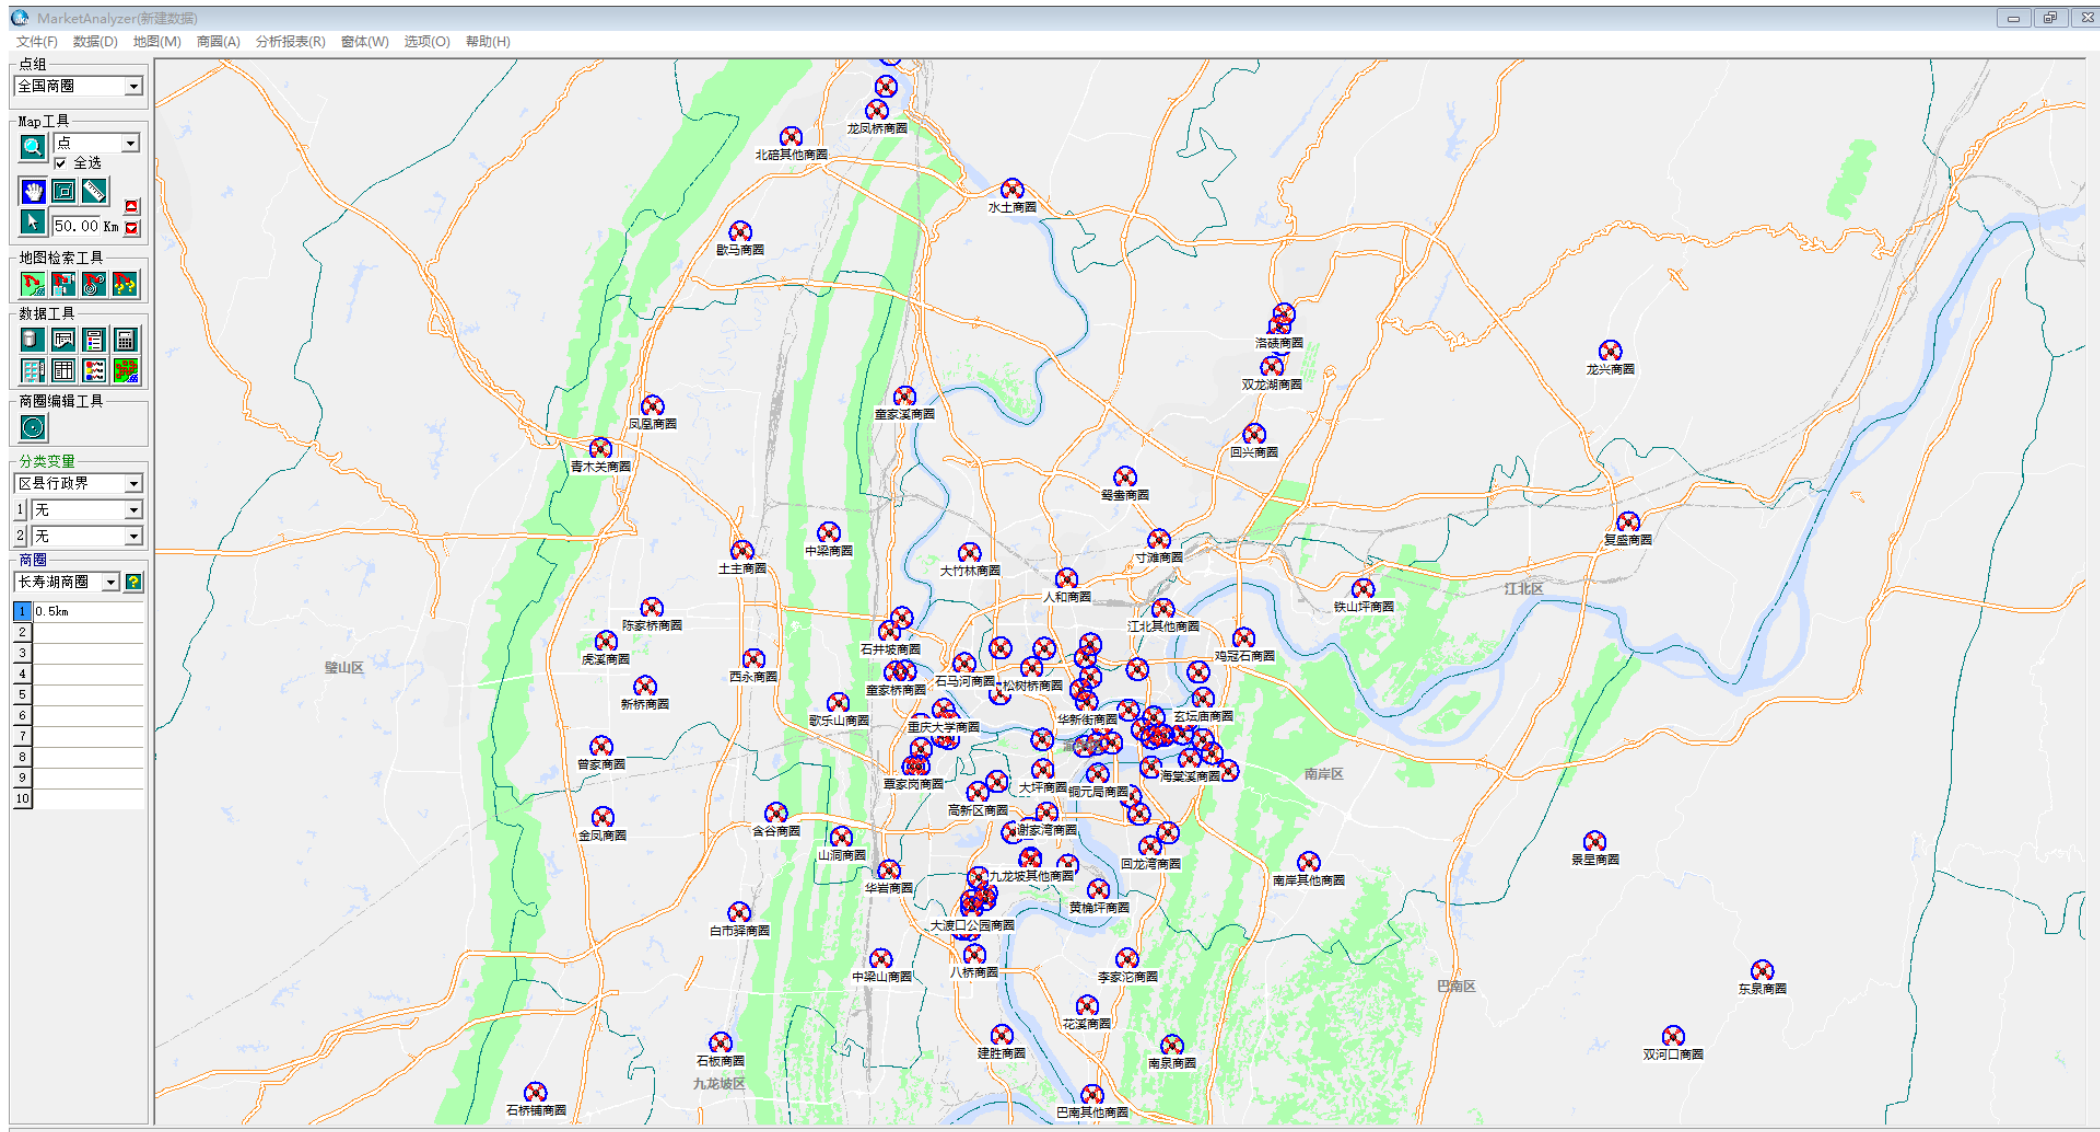 MarketAnalyzer(新建数据)
文件(F) 数据(D) 地图(M) 商圈(A) 分析报表(R) 窗体(W) 选项(O) 帮助(H)
点组
全国商圈
Map工具
点
全选
50.00 Km
地图检索工具
数据工具
商圈编辑工具
分类变量
区县行政界
1 无
2 无
商圈
长寿湖商圈
1 0.5km
2
3
4
5
6
7
8
9
10
龙凤桥商圈
北碚其他商圈
水土商圈
歇马商圈
洛碛商圈
龙兴商圈
双龙湖商圈
童家溪商圈
凤凰商圈
回兴商圈
青木关商圈
鸳鸯商圈
复盛商圈
中梁商圈
寸滩商圈
土主商圈
大竹林商圈
江北区
人和商圈
铁山坪商圈
陈家桥商圈
江北其他商圈
石井坡商圈
虎溪商圈
鸡冠石商圈
璧山区
西永商圈
石马河商圈
松树桥商圈
童家桥商圈
新桥商圈
歌乐山商圈
华新街商圈
玄坛庙商圈
重庆大学商圈
曾家商圈
南岸区
海棠溪商圈
覃家岗商圈
大坪商圈
铜元局商圈
高新区商圈
金凤商圈
含谷商圈
谢家湾商圈
山洞商圈
景星商圈
回龙湾商圈
九龙坡其他商圈
南岸其他商圈
华岩商圈
黄桷坪商圈
大渡口公园商圈
白市驿商圈
八桥商圈
中梁山商圈
李家沱商圈
巴南区
东泉商圈
花溪商圈
建胜商圈
双河口商圈
石板商圈
南泉商圈
九龙坡区
石桥铺商圈
巴南其他商圈